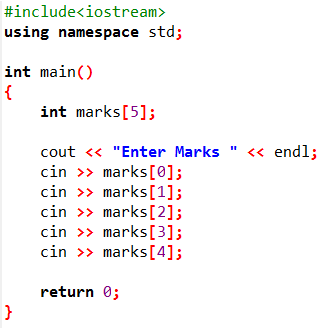 #include<iostream>
using namespace std;
int main()
{
int marks[5];
cout << "Enter Marks " << endl;
cin >> marks[0];
cin >> marks[1];
cin >> marks[2];
cin >> marks[3];
cin >> marks[4];
return 0;
}